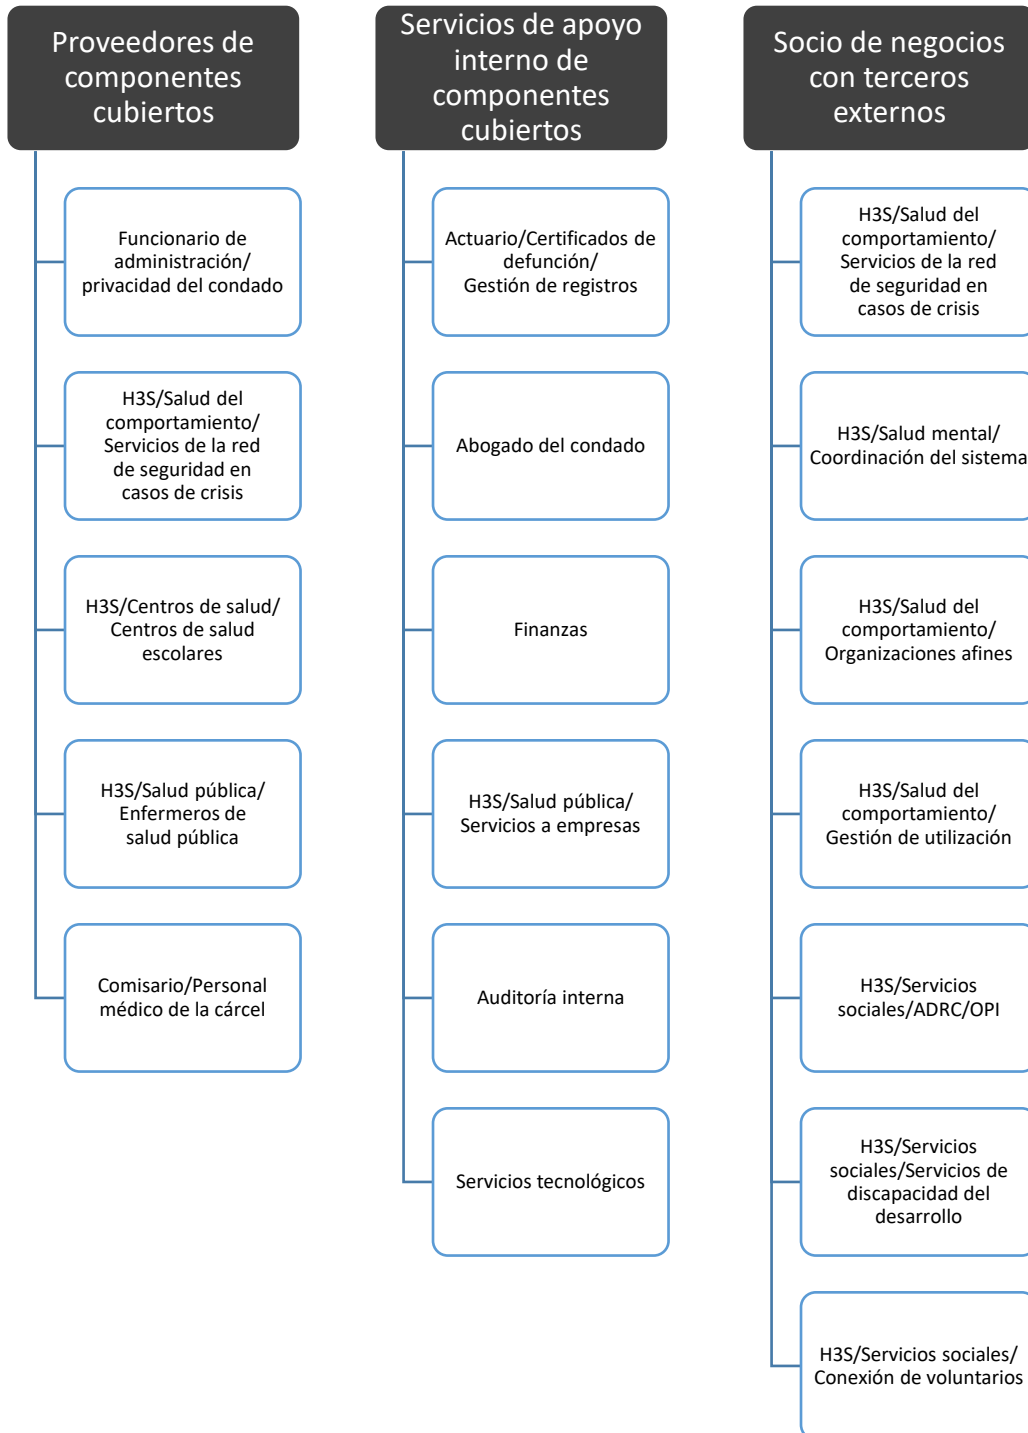 Proveedores de
componentes
cubiertos
Funcionario de
administración/
privacidad del condado
H3S/Salud del
comportamiento/
Servicios de la red
de seguridad en
casos de crisis
H3S/Centros de salud/
Centros de salud
escolares
H3S/Salud pública/
Enfermeros de
salud pública
Comisario/Personal
médico de la cárcel
Servicios de apoyo
interno de
componentes
cubiertos
Actuario/Certificados de
defunción/
Gestión de registros
Abogado del condado
Finanzas
H3S/Salud pública/
Servicios a empresas
Auditoría interna
Servicios tecnológicos
Socio de negocios
con terceros
externos
H3S/Salud del
comportamiento/
Servicios de la red
de seguridad en
casos de crisis
H3S/Salud mental/
Coordinación del sistema
H3S/Salud del
comportamiento/
Organizaciones afines
H3S/Salud del
comportamiento/
Gestión de utilización
H3S/Servicios
sociales/ADRC/OPI
H3S/Servicios
sociales/Servicios de
discapacidad del
desarrollo
H3S/Servicios sociales/
Conexión de voluntarios